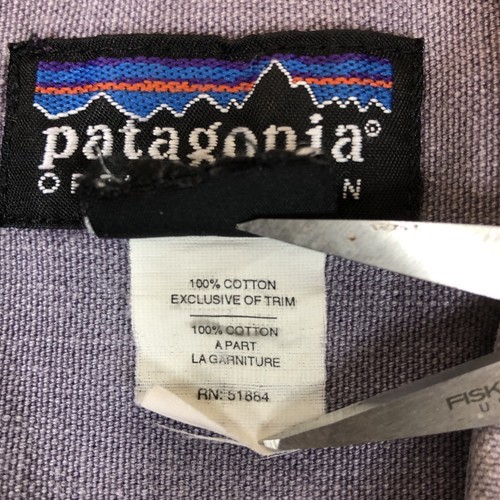 patagonia®
100% COTTON
EXCLUSIVE OF TRIM
100% COTTON
A PART
LA GARNITURE
RN: 51884
FISK
U